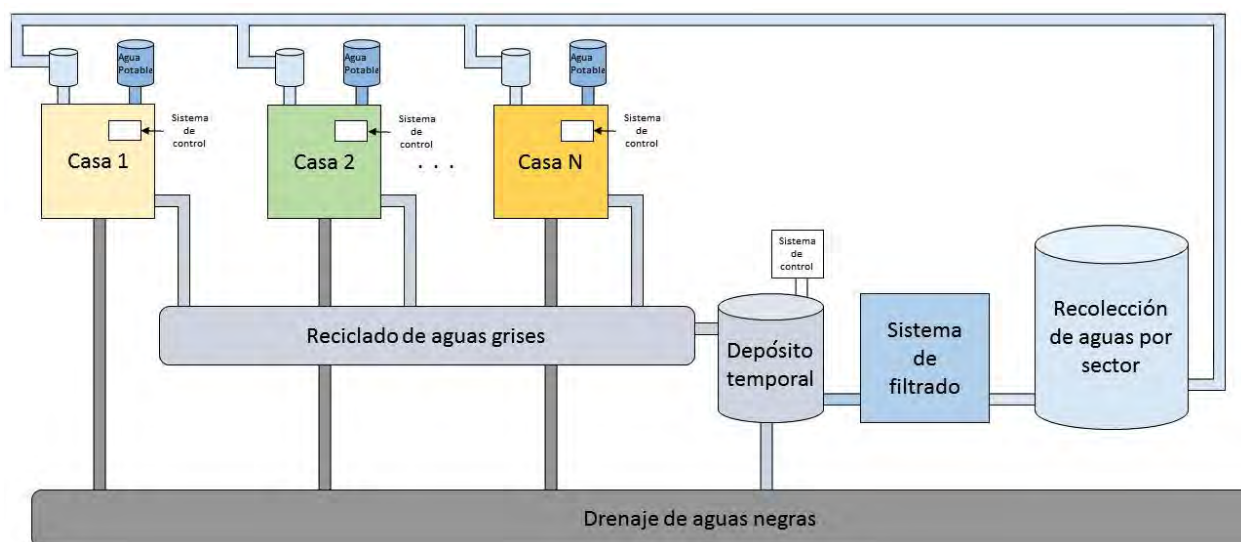 Agua
Potable
Agua
Potable
Agua
Potable
Sistema
de
control
Sistema
de
control
Sistema
de
control
Casa 1
Casa 2
. . .
Casa N
Sistema
de
control
Reciclado de aguas grises
Depósito
temporal
Sistema
de
filtrado
Recolección
de aguas por
sector
Drenaje de aguas negras